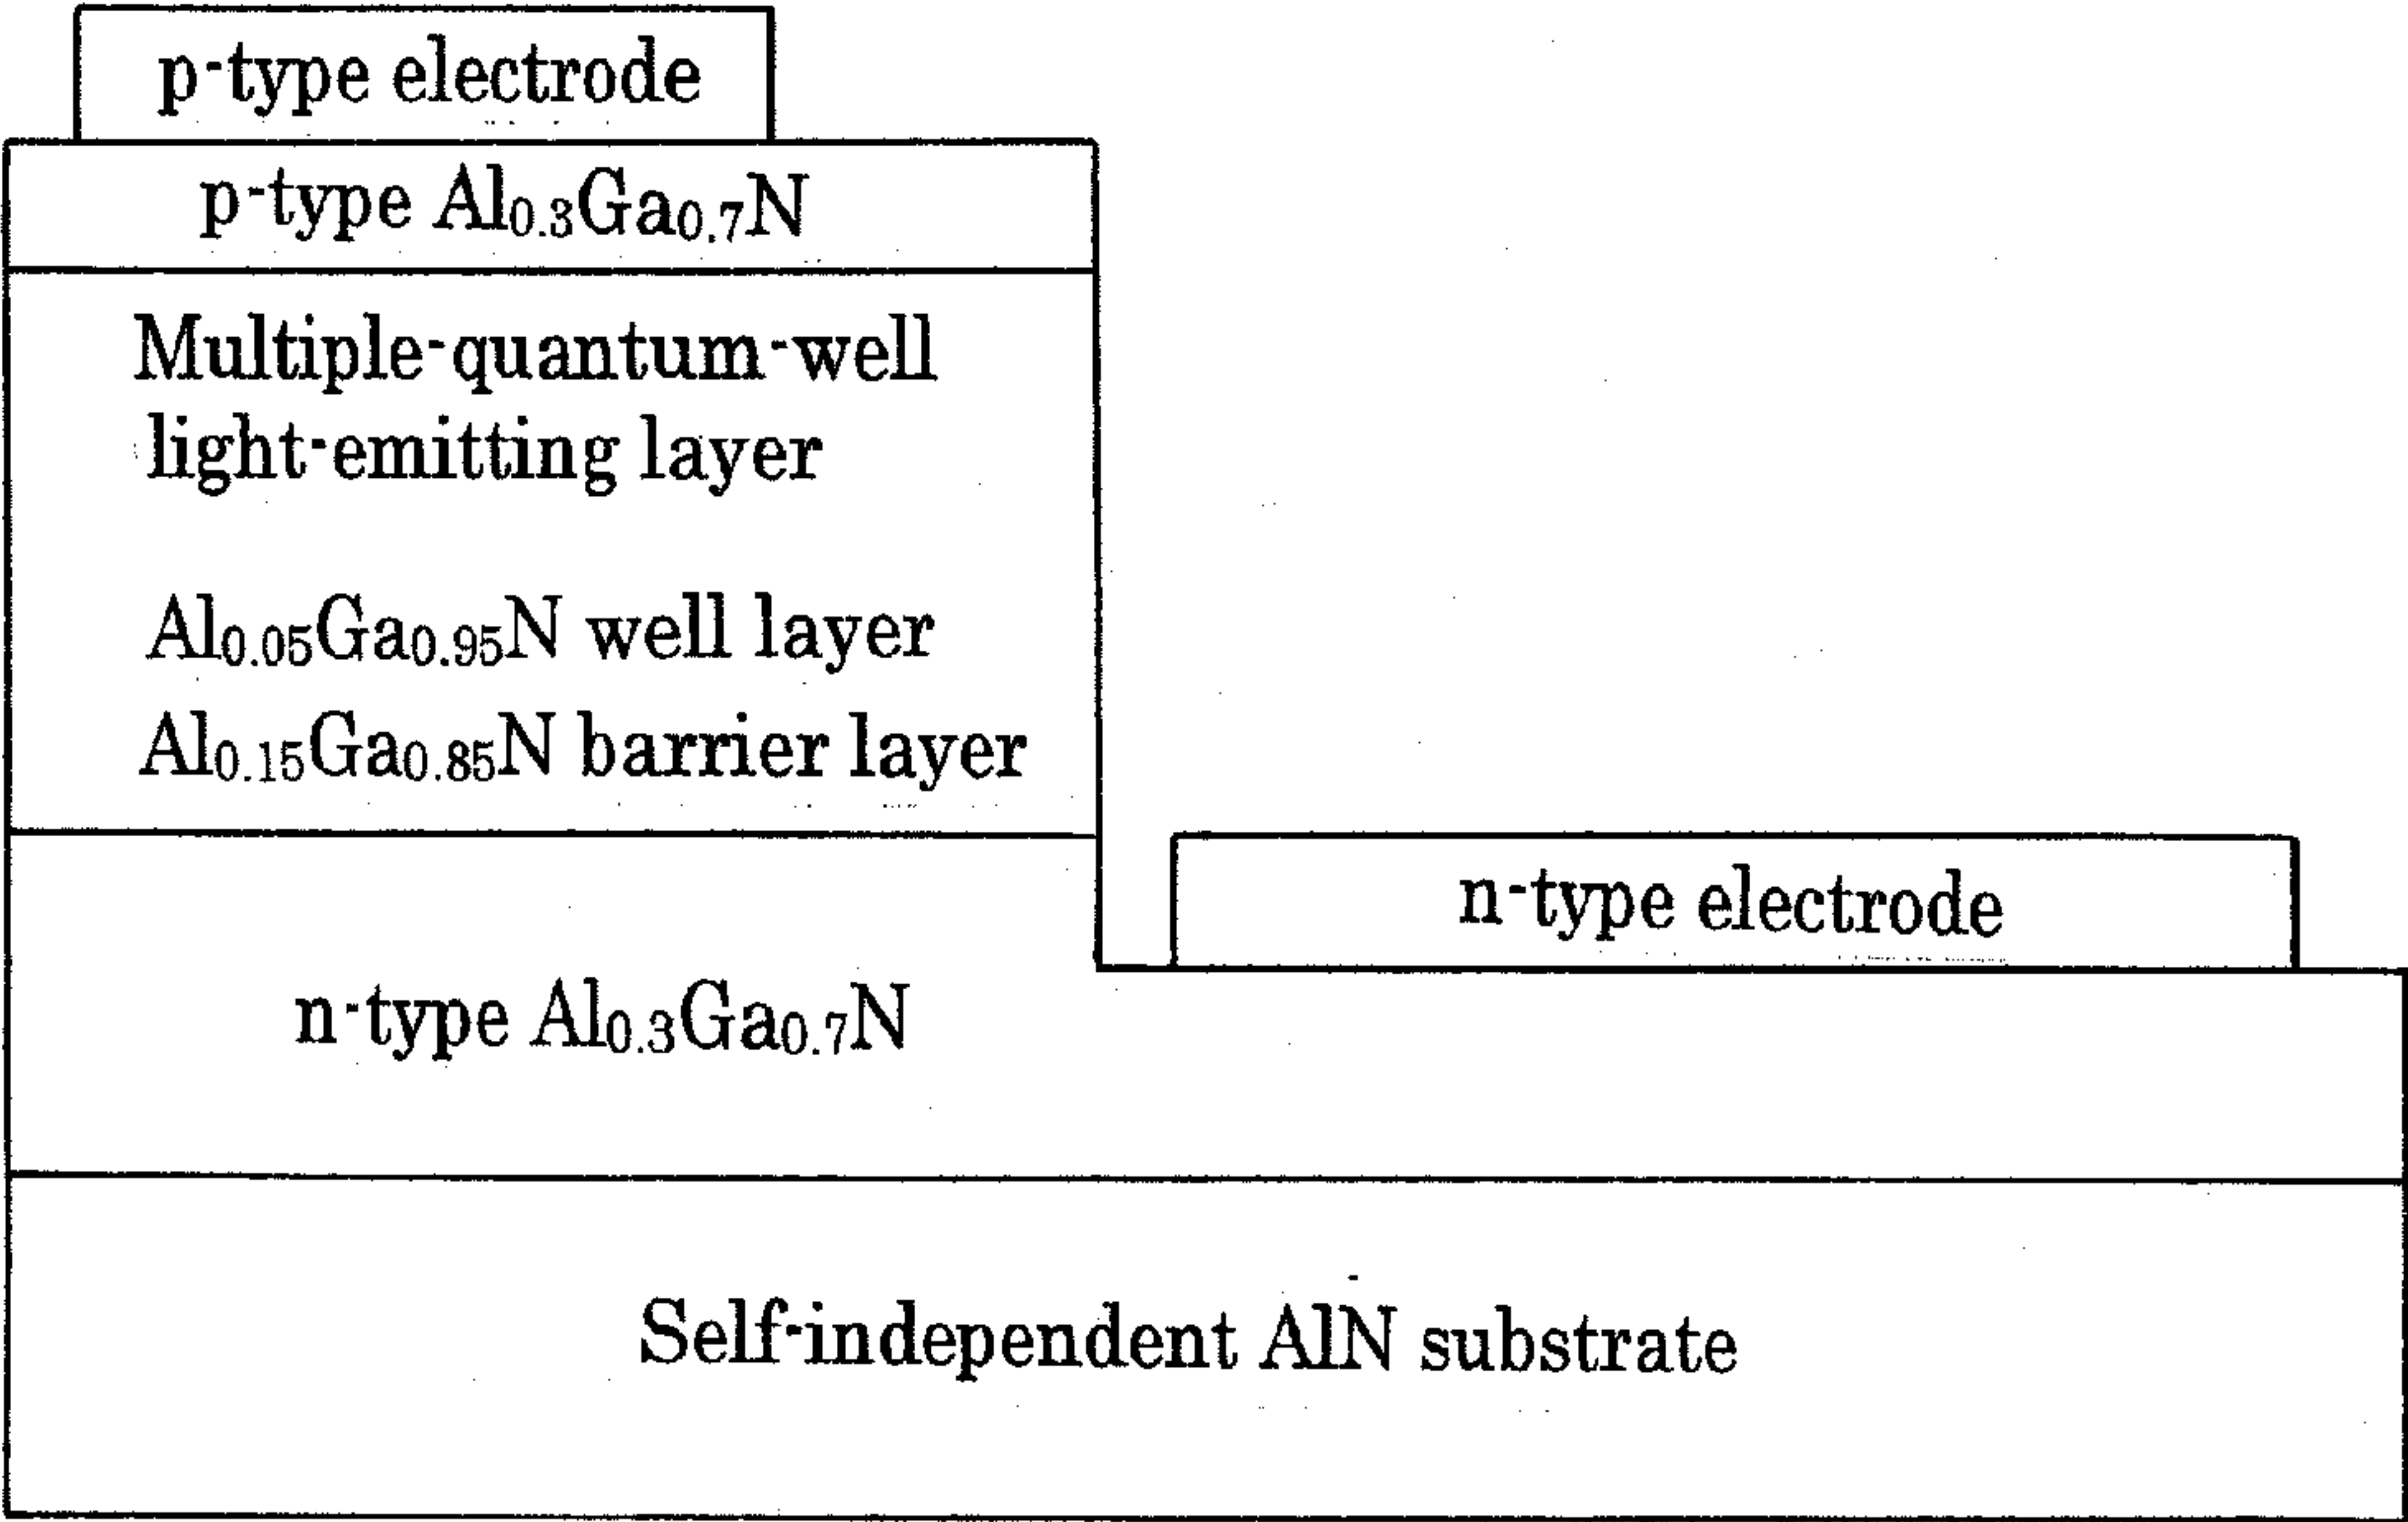 p-type electrode
p-type Al₀.₃Ga₀.₇N
Multiple-quantum-well
light-emitting layer
Al₀.₀₅Ga₀.₉₅N well layer
Al₀.₁₅Ga₀.₈₅N barrier layer
n-type electrode
n-type Al₀.₃Ga₀.₇N
Self-independent AlN substrate